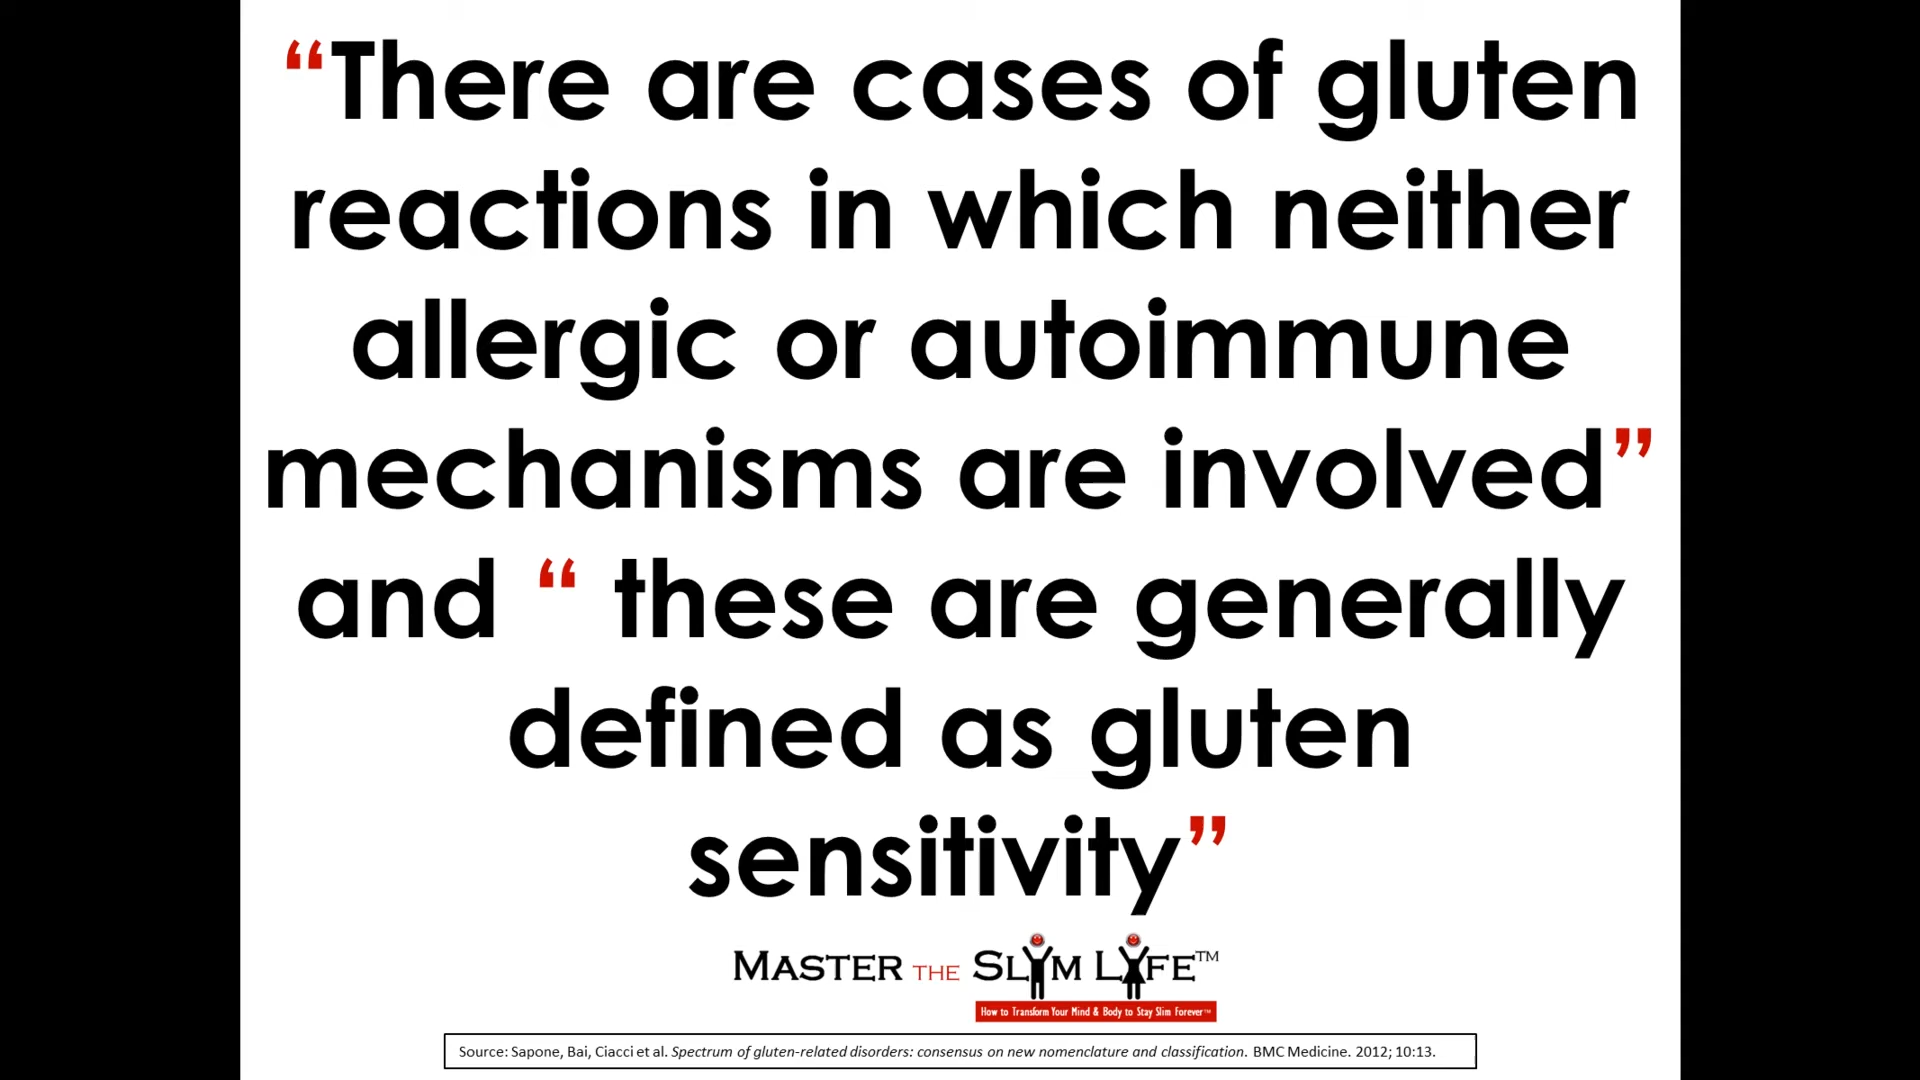 “There are cases of gluten
reactions in which neither
allergic or autoimmune
mechanisms are involved”
and “ these are generally
defined as gluten
sensitivity”
MASTER THE SLIM LIFE™
How to Transform Your Mind & Body to Stay Slim Forever™
Source: Sapone, Bai, Ciacci et al. Spectrum of gluten-related disorders: consensus on new nomenclature and classification. BMC Medicine. 2012; 10:13.